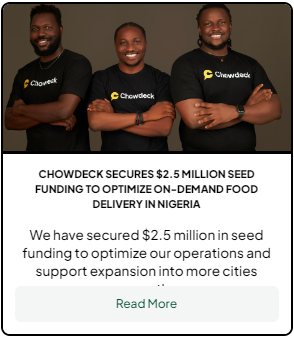 Chowdeck
Chowdeck
Chowdeck
CHOWDECK SECURES $2.5 MILLION SEED
FUNDING TO OPTIMIZE ON-DEMAND FOOD
DELIVERY IN NIGERIA
We have secured $2.5 million in seed
funding to optimize our operations and
support expansion into more cities
Read More